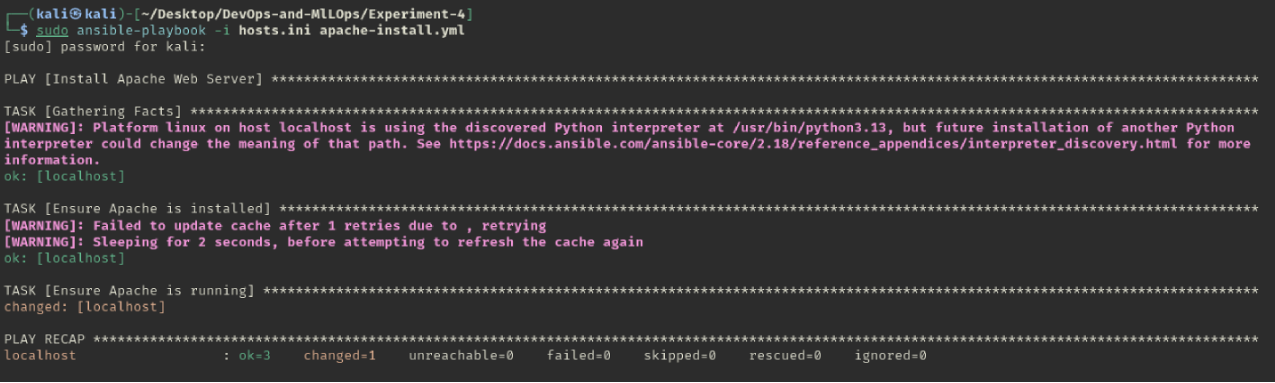 ┌──(kali㉿kali)-[~/Desktop/DevOps-and-MlLOps/Experiment-4]
└─$ sudo ansible-playbook -i hosts.ini apache-install.yml
[sudo] password for kali:
PLAY [Install Apache Web Server] **************************************************************************************************************************
TASK [Gathering Facts] ************************************************************************************************************************************
[WARNING]: Platform linux on host localhost is using the discovered Python interpreter at /usr/bin/python3.13, but future installation of another Python
interpreter could change the meaning of that path. See https://docs.ansible.com/ansible-core/2.18/reference_appendices/interpreter_discovery.html for more
information.
ok: [localhost]
TASK [Ensure Apache is installed] *************************************************************************************************************************
[WARNING]: Failed to update cache after 1 retries due to , retrying
[WARNING]: Sleeping for 2 seconds, before attempting to refresh the cache again
ok: [localhost]
TASK [Ensure Apache is running] ***************************************************************************************************************************
changed: [localhost]
PLAY RECAP ************************************************************************************************************************************************
localhost                  : ok=3    changed=1    unreachable=0    failed=0    skipped=0    rescued=0    ignored=0